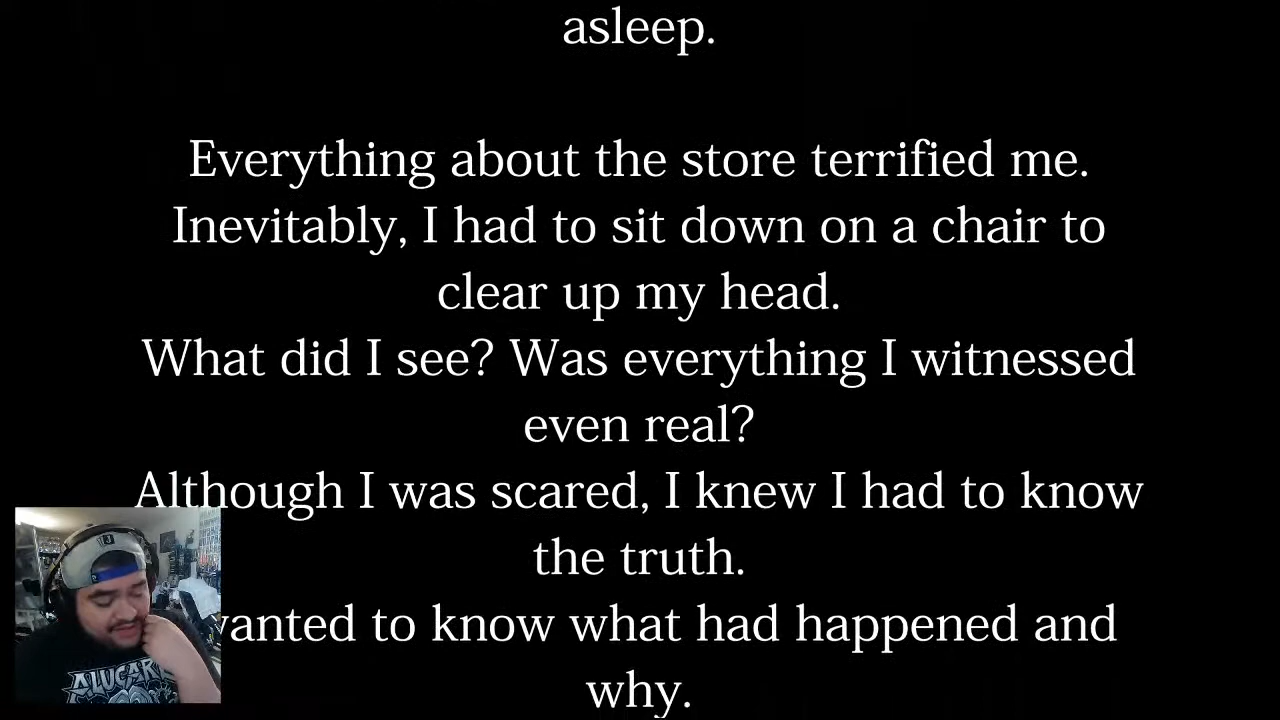 asleep.
Everything about the store terrified me.
Inevitably, I had to sit down on a chair to
clear up my head.
What did I see? Was everything I witnessed
even real?
Although I was scared, I knew I had to know
the truth.
wanted to know what had happened and
why.
ALUCARD